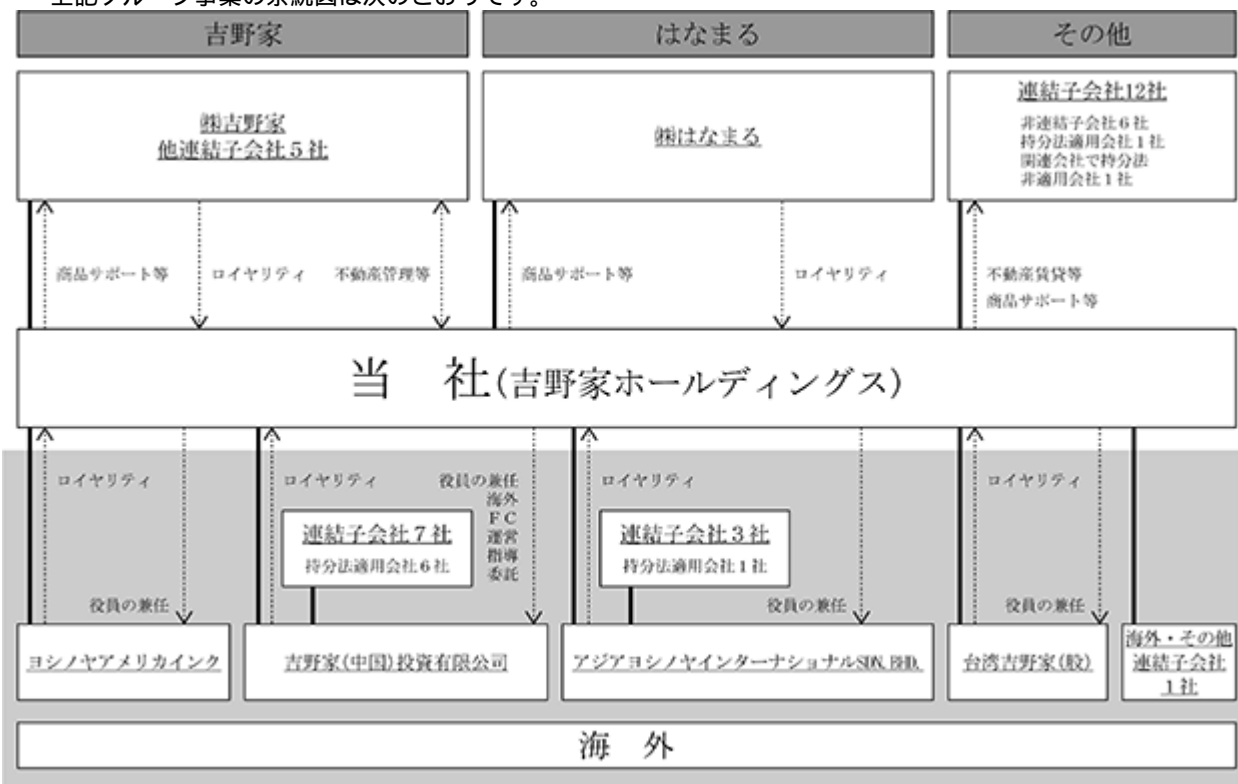 上記グループ事業の系統図は次のとおりです。
吉野家
はなまる
その他
㈱吉野家
他連結子会社5社
㈱はなまる
連結子会社12社
非連結子会社6社
持分法適用会社1社
関連会社で持分法
非適用会社1社
商品サポート等
ロイヤリティ
不動産管理等
商品サポート等
ロイヤリティ
不動産賃貸等
商品サポート等
当 社(吉野家ホールディングス)
ロイヤリティ
役員の兼任
ロイヤリティ
連結子会社7社
持分法適用会社6社
役員の兼任
海外
FC
運営
指導
委託
ロイヤリティ
連結子会社3社
持分法適用会社1社
役員の兼任
ロイヤリティ
役員の兼任
ヨシノヤアメリカインク
吉野家(中国)投資有限公司
アジアヨシノヤインターナショナルSDN.BHD.
台湾吉野家(股)
海外・その他
連結子会社
1社
海 外